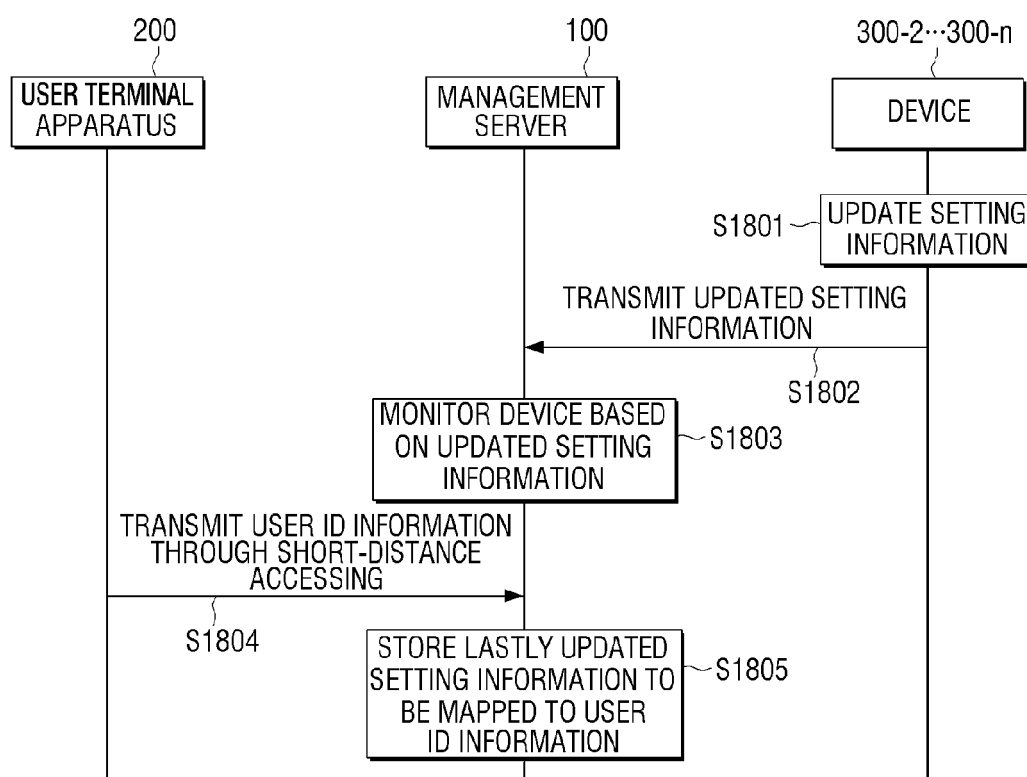 200
100
300-2···300-n
USER TERMINAL
APPARATUS
MANAGEMENT
SERVER
DEVICE
S1801
UPDATE SETTING
INFORMATION
TRANSMIT UPDATED SETTING
INFORMATION
S1802
MONITOR DEVICE BASED
ON UPDATED SETTING
INFORMATION
S1803
TRANSMIT USER ID INFORMATION
THROUGH SHORT-DISTANCE
ACCESSING
S1804
STORE LASTLY UPDATED
SETTING INFORMATION TO
BE MAPPED TO USER
ID INFORMATION
S1805